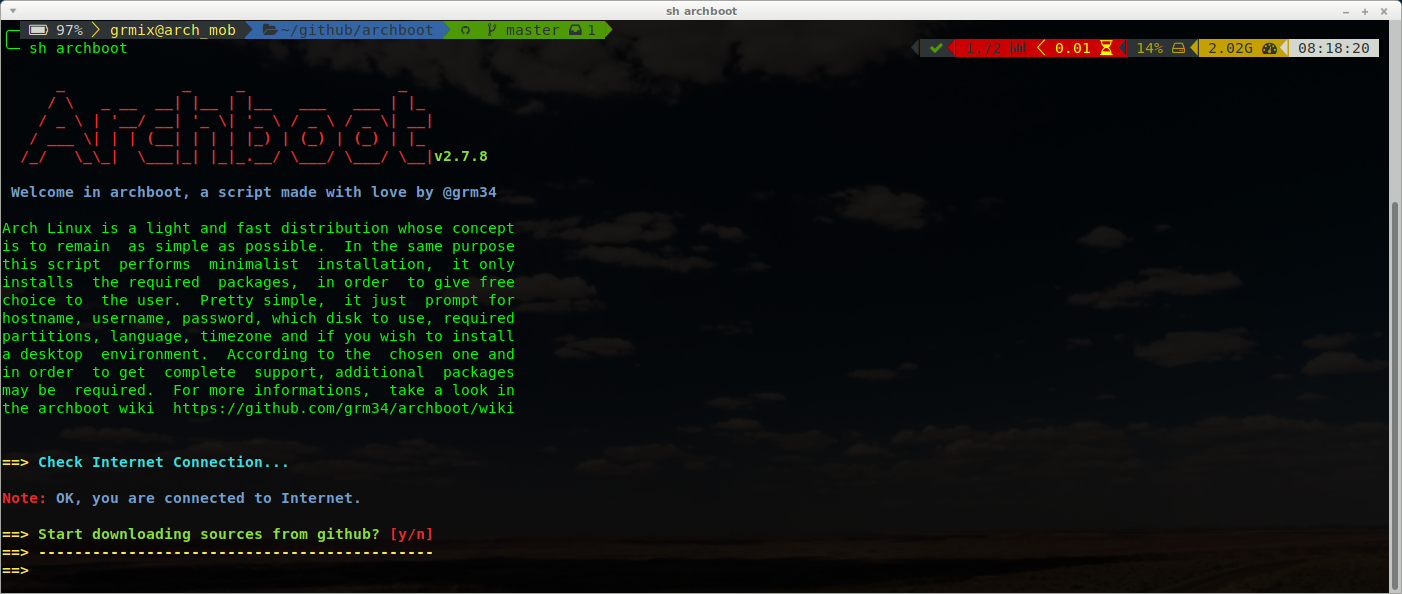 sh archboot
97% grmix@arch_mob ~/github/archboot master 1
sh archboot
1.72 0.01 14% 2.02G 08:18:20
Archboot
v2.7.8
Welcome in archboot, a script made with love by @grm34
Arch Linux is a light and fast distribution whose concept
is to remain  as simple as possible.  In the same purpose
this script  performs  minimalist  installation,  it only
installs  the required  packages,  in order  to give free
choice to  the user.  Pretty simple,  it just  prompt for
hostname, username, password, which disk to use, required
partitions, language, timezone and if you wish to install
a desktop  environment.  According to the  chosen one and
in order  to get  complete  support, additional  packages
may be  required.  For more informations,  take a look in
the archboot wiki  https://github.com/grm34/archboot/wiki
==> Check Internet Connection...
Note: OK, you are connected to Internet.
==> Start downloading sources from github? [y/n]
==> --------------------------------------------
==>